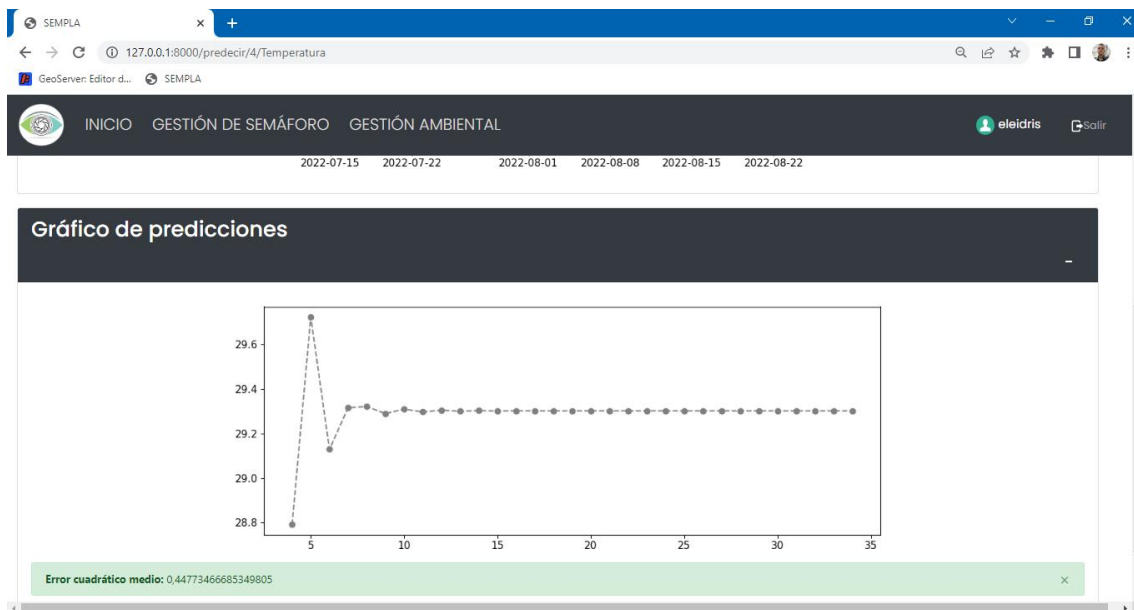 SEMPLA
127.0.0.1:8000/predecir/4/Temperatura
GeoServer: Editor d... SEMPLA
INICIO GESTIÓN DE SEMÁFORO GESTIÓN AMBIENTAL eleidris Salir
2022-07-15 2022-07-22 2022-08-01 2022-08-08 2022-08-15 2022-08-22
Gráfico de predicciones
29.6
29.4
29.2
29.0
28.8
5 10 15 20 25 30 35
Error cuadrático medio: 0,44773466685349805